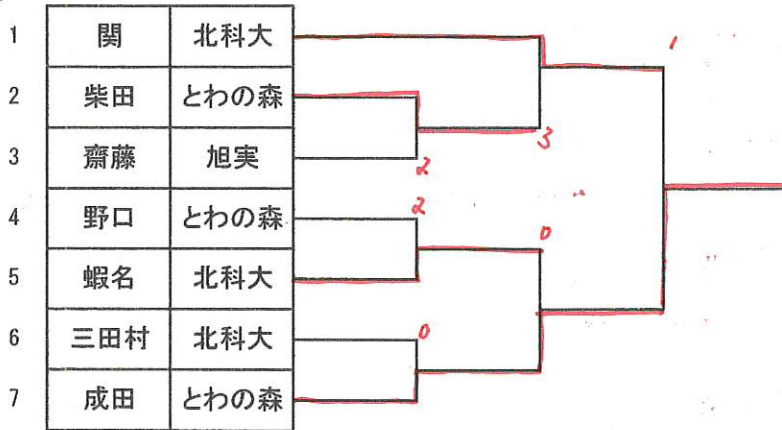 1 関 北科大
1
2 柴田 とわの森
3
3 齋藤 旭実
2
4 野口 とわの森
2
0
5 蝦名 北科大
6 三田村 北科大
0
7 成田 とわの森